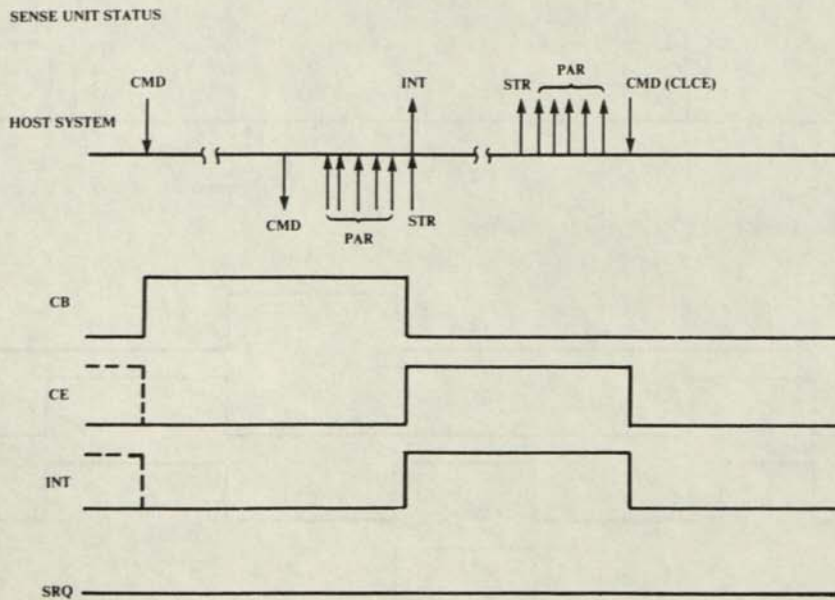 SENSE UNIT STATUS
CMD
INT
STR
PAR
CMD (CLCE)
HOST SYSTEM
CMD
PAR
STR
CB
CE
INT
SRQ